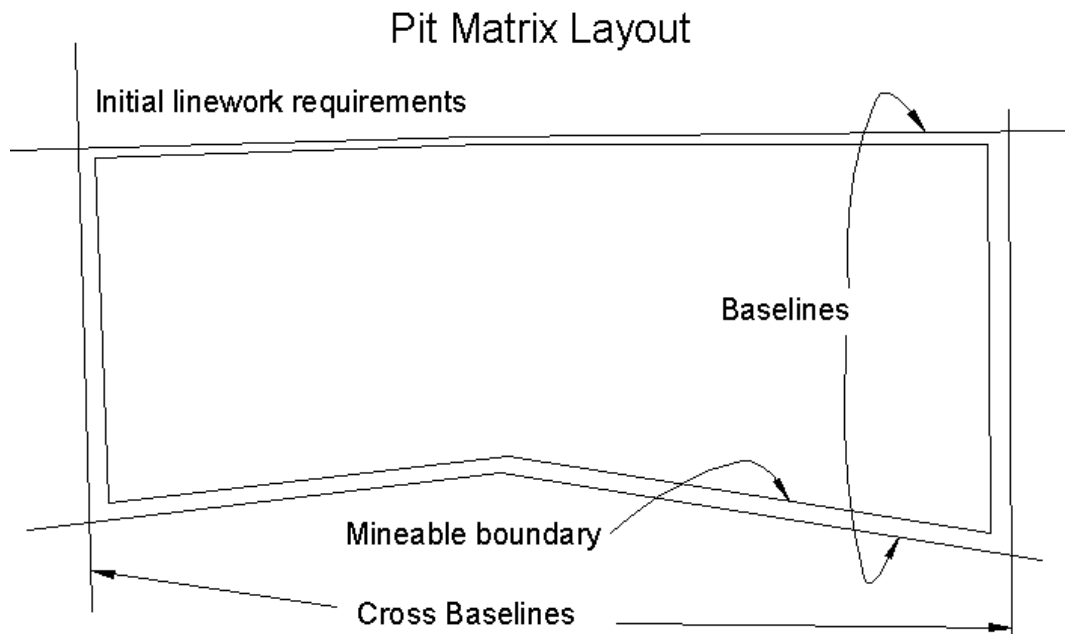 Pit Matrix Layout
Initial linework requirements
Baselines
Mineable boundary
Cross Baselines